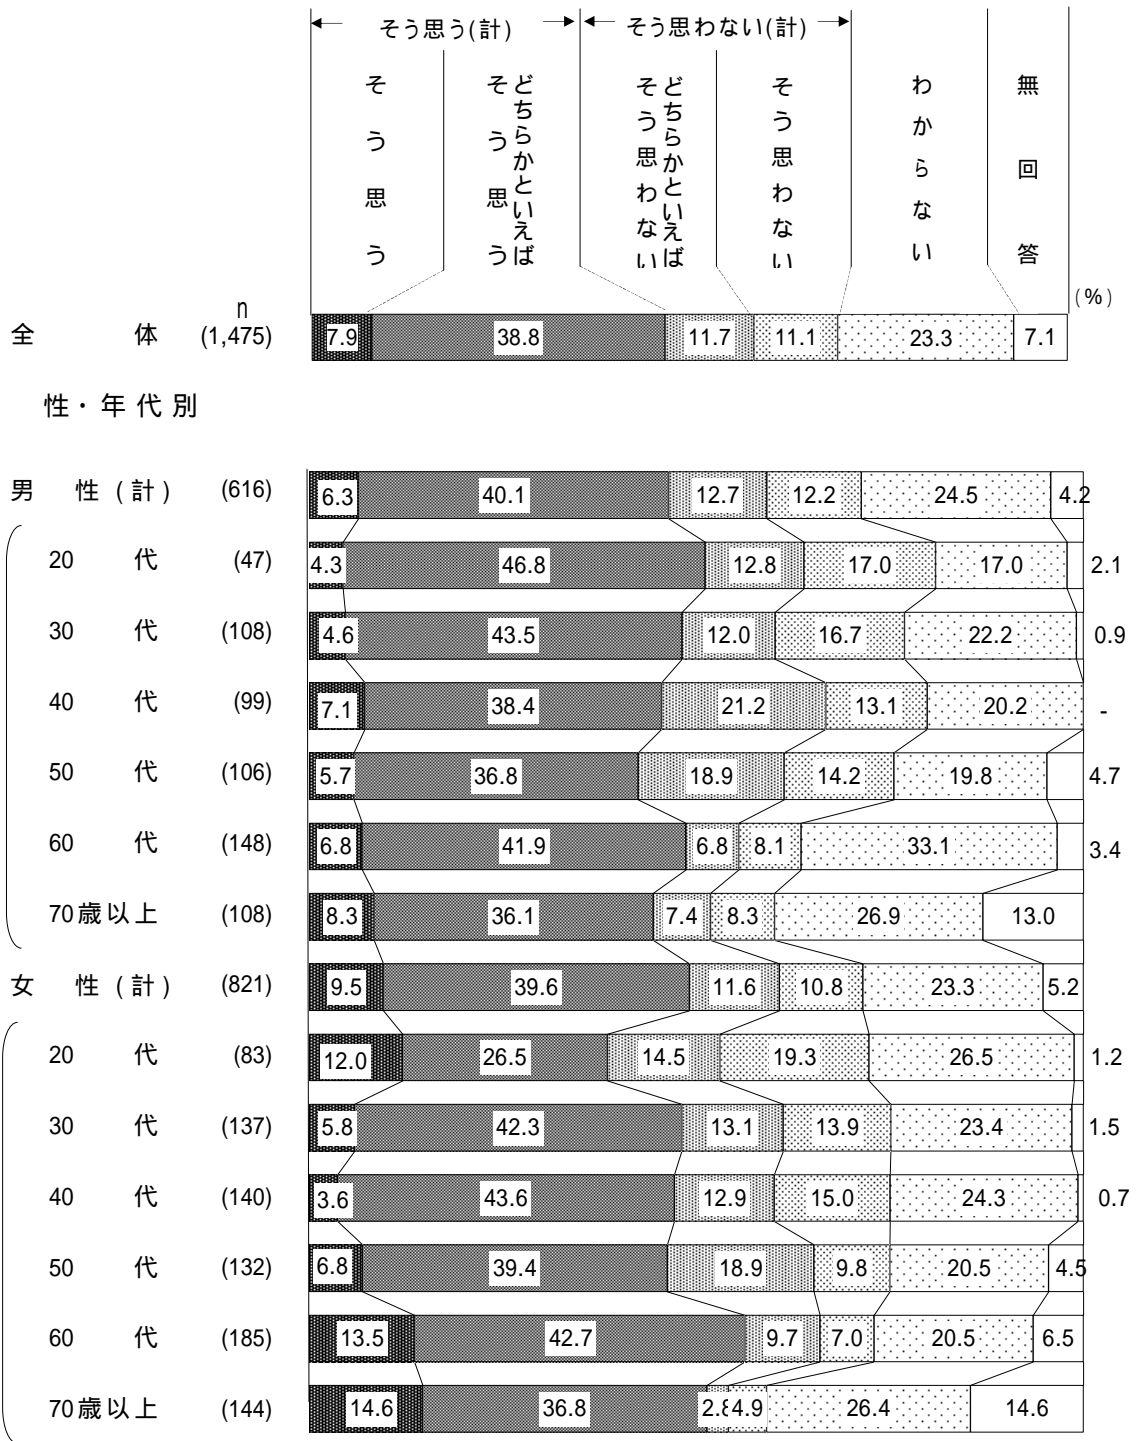 そう思う(計) そう思わない(計)
そう思う
どちらかといえば
そう思う
どちらかといえば
そう思わない
そう思わない
わからない
無回答
(%)
n
全体 (1,475) 7.9 38.8 11.7 11.1 23.3 7.1
性・年代別
男性(計) (616) 6.3 40.1 12.7 12.2 24.5 4.2
20代 (47) 4.3 46.8 12.8 17.0 17.0 2.1
30代 (108) 4.6 43.5 12.0 16.7 22.2 0.9
40代 (99) 7.1 38.4 21.2 13.1 20.2 -
50代 (106) 5.7 36.8 18.9 14.2 19.8 4.7
60代 (148) 6.8 41.9 6.8 8.1 33.1 3.4
70歳以上 (108) 8.3 36.1 7.4 8.3 26.9 13.0
女性(計) (821) 9.5 39.6 11.6 10.8 23.3 5.2
20代 (83) 12.0 26.5 14.5 19.3 26.5 1.2
30代 (137) 5.8 42.3 13.1 13.9 23.4 1.5
40代 (140) 3.6 43.6 12.9 15.0 24.3 0.7
50代 (132) 6.8 39.4 18.9 9.8 20.5 4.5
60代 (185) 13.5 42.7 9.7 7.0 20.5 6.5
70歳以上 (144) 14.6 36.8 2.8 4.9 26.4 14.6